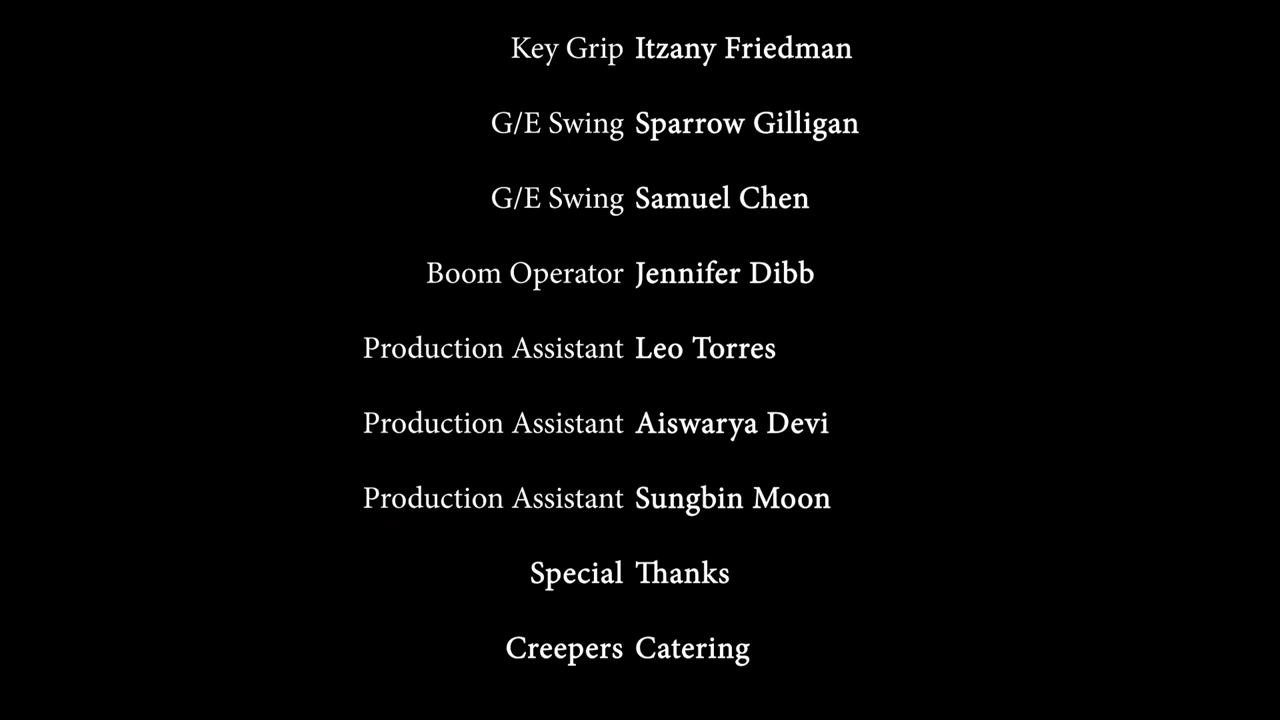 Key Grip Itzany Friedman
G/E Swing Sparrow Gilligan
G/E Swing Samuel Chen
Boom Operator Jennifer Dibb
Production Assistant Leo Torres
Production Assistant Aiswarya Devi
Production Assistant Sungbin Moon
Special Thanks
Creepers Catering